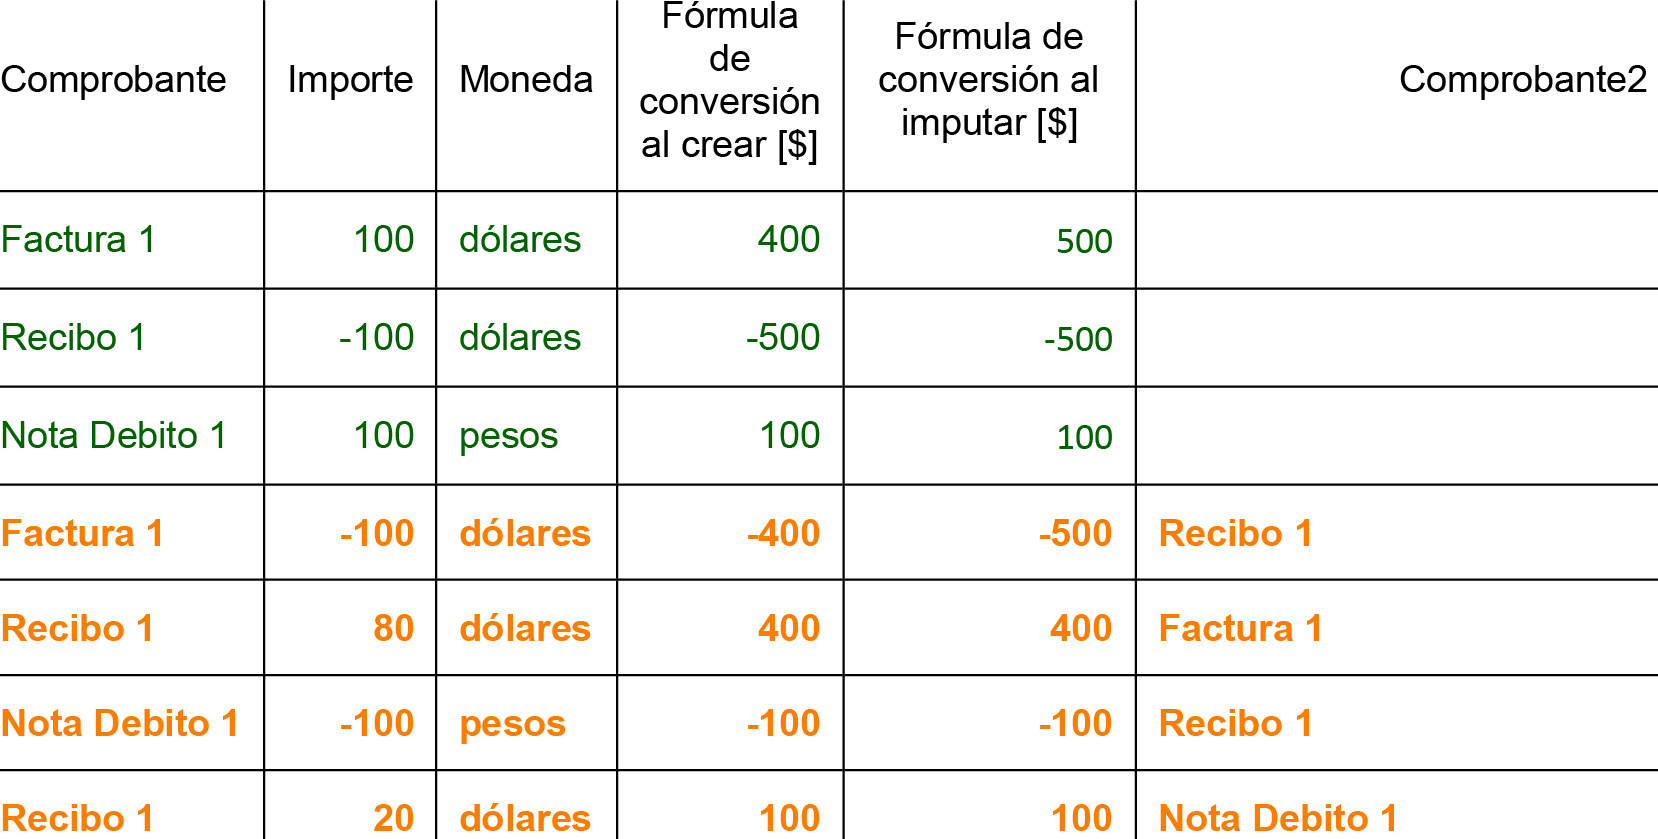 Comprobante Importe Moneda Fórmula de conversión al crear [$] Fórmula de conversión al imputar [$] Comprobante2
Factura 1 100 dólares 400 500
Recibo 1 -100 dólares -500 -500
Nota Debito 1 100 pesos 100 100
Factura 1 -100 dólares -400 -500 Recibo 1
Recibo 1 80 dólares 400 400 Factura 1
Nota Debito 1 -100 pesos -100 -100 Recibo 1
Recibo 1 20 dólares 100 100 Nota Debito 1